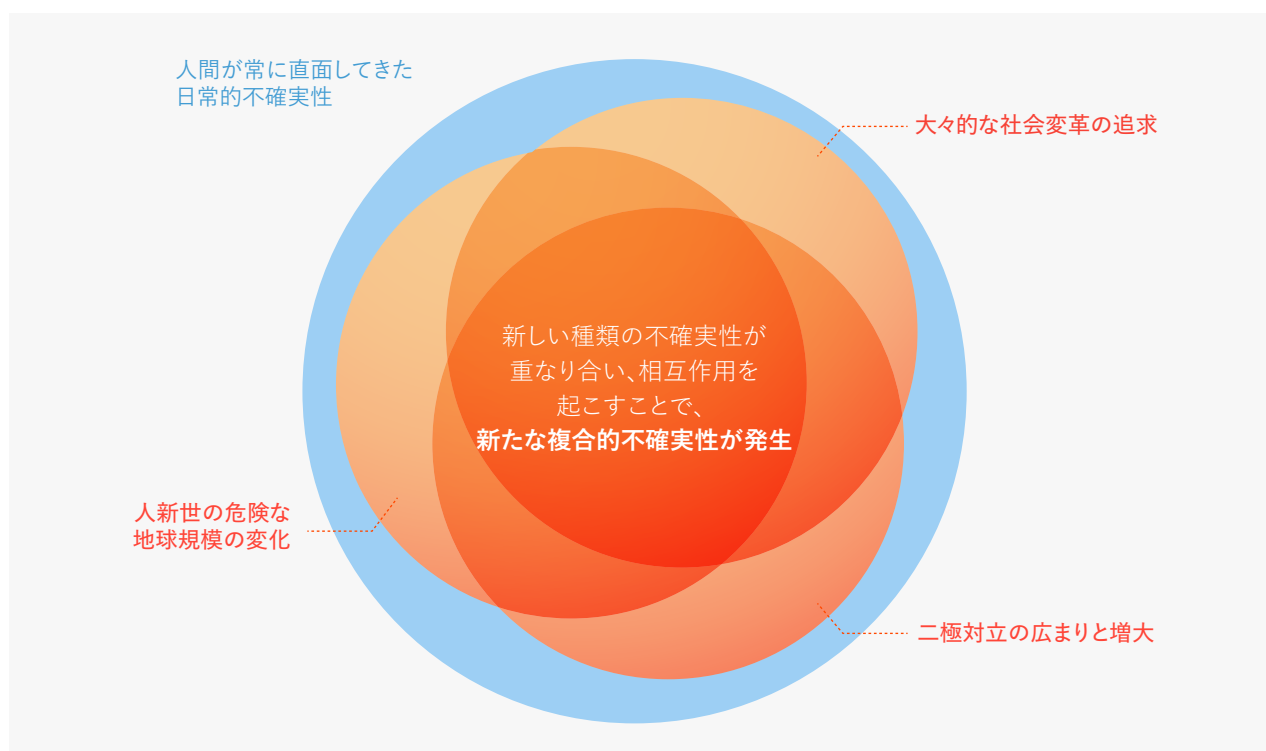 人間が常に直面してきた
日常的不確実性
大々的な社会変革の追求
新しい種類の不確実性が
重なり合い、相互作用を
起こすことで、
新たな複合的不確実性が発生
人新世の危険な
地球規模の変化
二極対立の広まりと増大